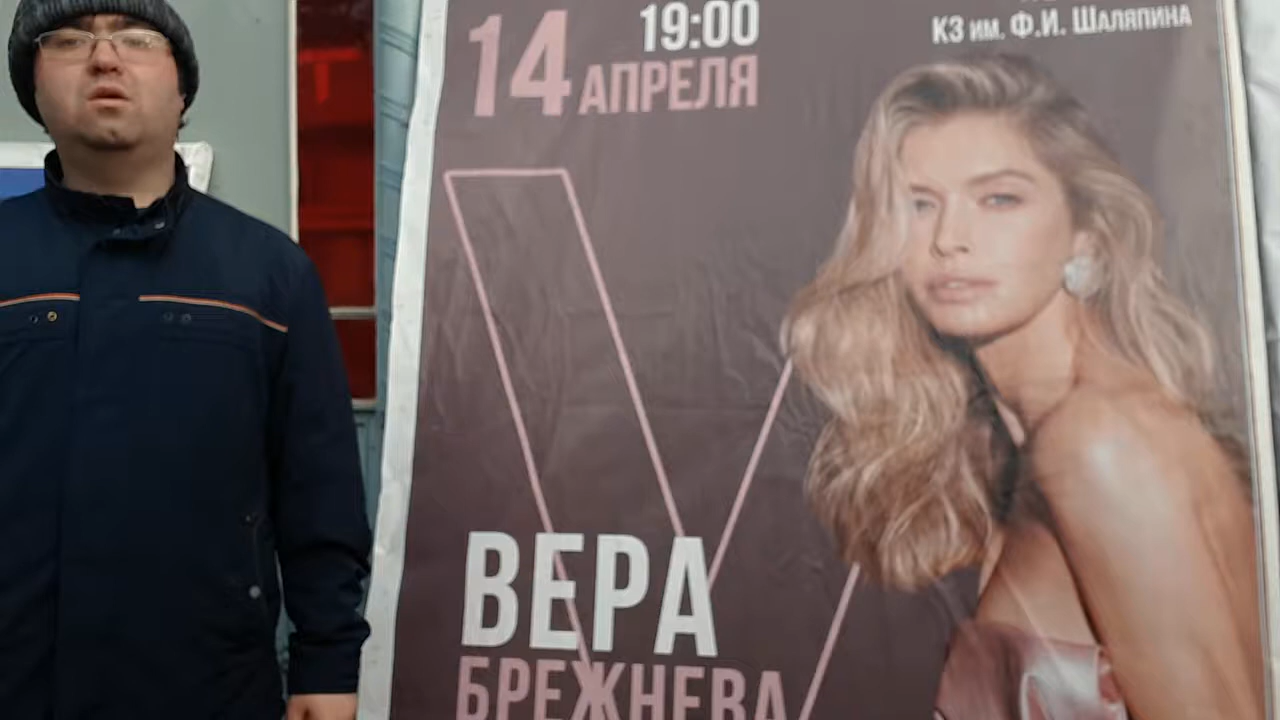 14
19:00
АПРЕЛЯ
КЗ им. Ф.И. Шаляпина
ВЕРА
БРЕЖНЕВА